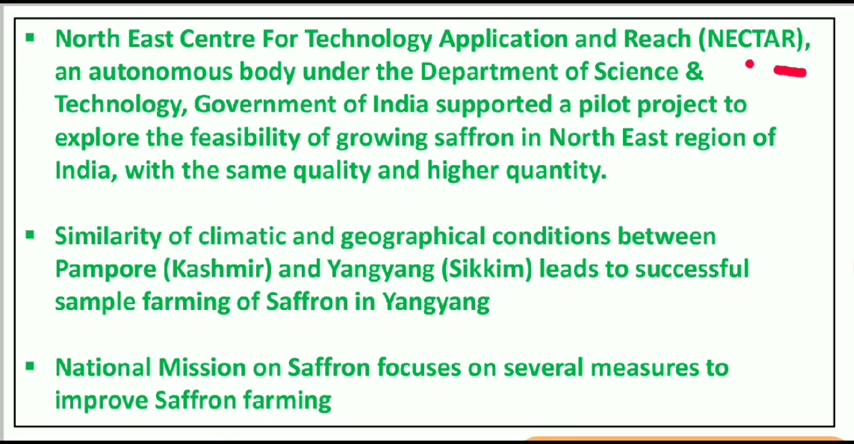 ▪ North East Centre For Technology Application and Reach (NECTAR),
an autonomous body under the Department of Science &
Technology, Government of India supported a pilot project to
explore the feasibility of growing saffron in North East region of
India, with the same quality and higher quantity.
▪ Similarity of climatic and geographical conditions between
Pampore (Kashmir) and Yangyang (Sikkim) leads to successful
sample farming of Saffron in Yangyang
▪ National Mission on Saffron focuses on several measures to
improve Saffron farming